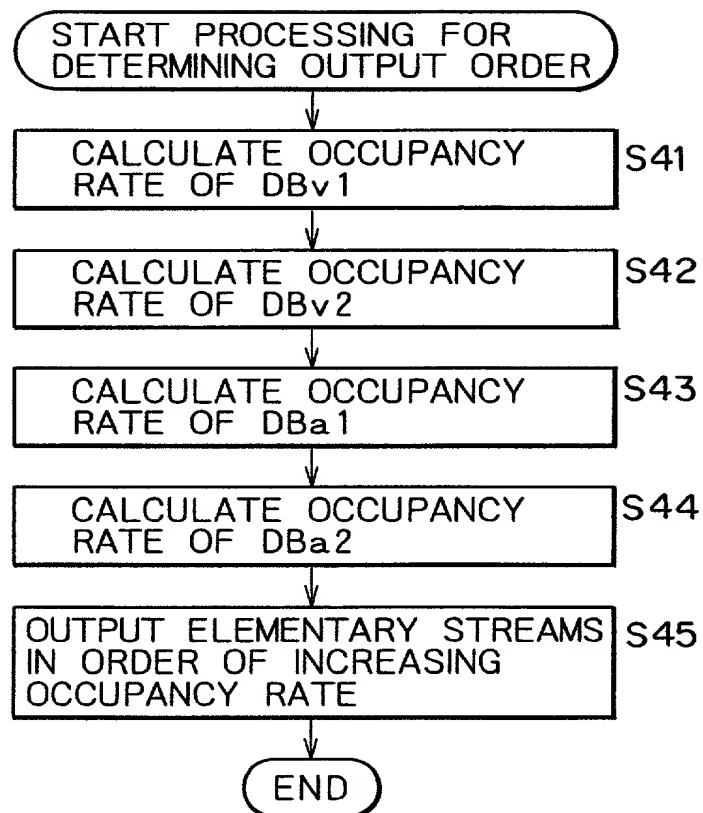 START PROCESSING FOR
DETERMINING OUTPUT ORDER
CALCULATE OCCUPANCY
RATE OF DBv1
S41
CALCULATE OCCUPANCY
RATE OF DBv2
S42
CALCULATE OCCUPANCY
RATE OF DBa1
S43
CALCULATE OCCUPANCY
RATE OF DBa2
S44
OUTPUT ELEMENTARY STREAMS
IN ORDER OF INCREASING
OCCUPANCY RATE
S45
END